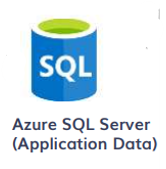 SQL
Azure SQL Server
(Application Data)